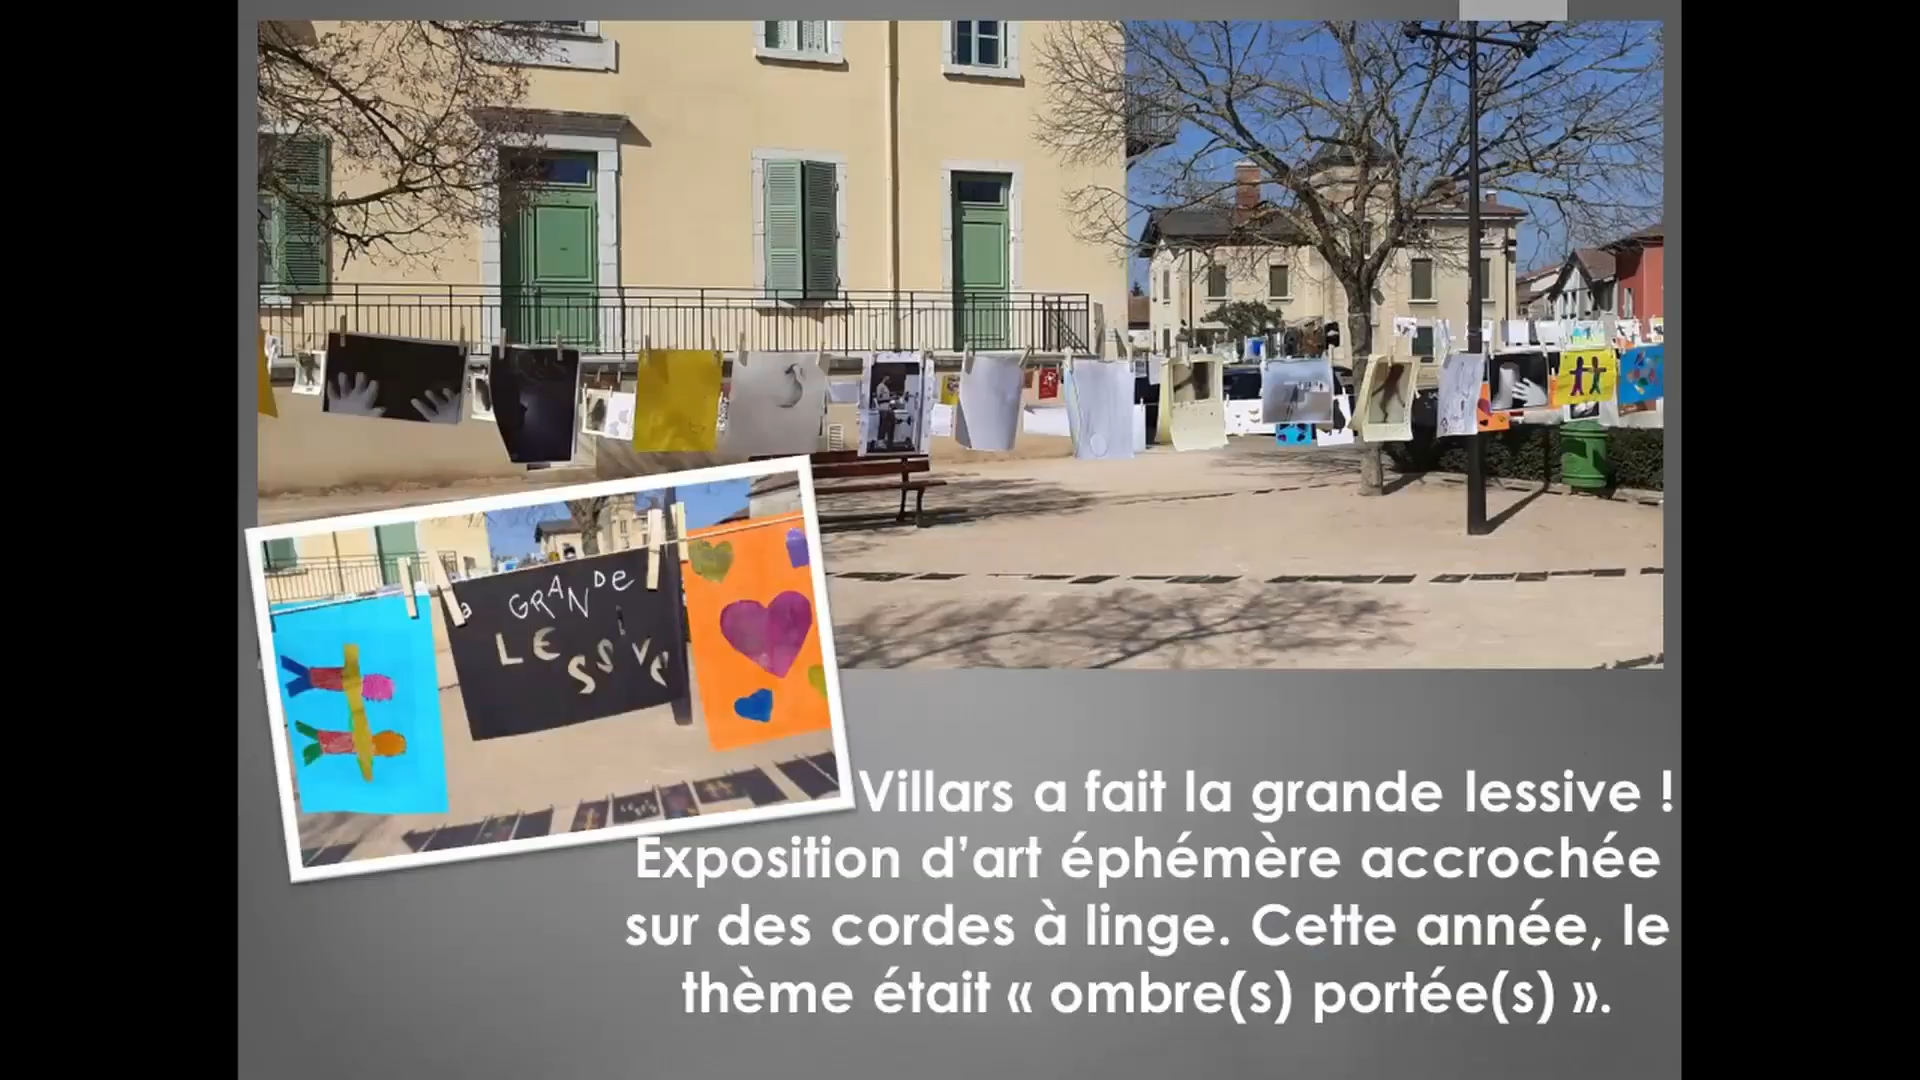 la GRANDE
LESSIVE
Villars a fait la grande lessive !
Exposition d’art éphémère accrochée
sur des cordes à linge. Cette année, le
thème était « ombre(s) portée(s) ».